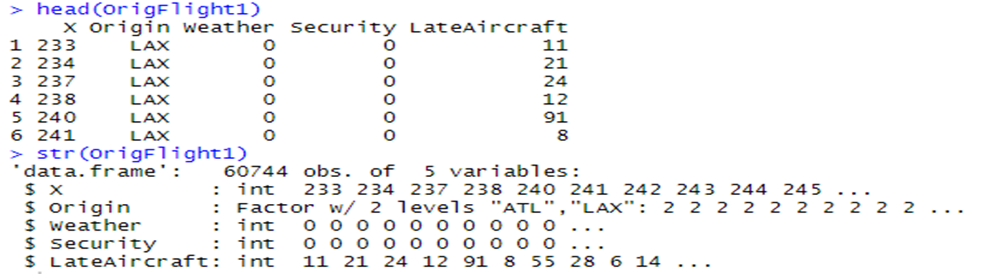 > head(OrigFlight1)
X Origin Weather Security LateAircraft
1 233 LAX 0 0 11
2 234 LAX 0 0 21
3 237 LAX 0 0 24
4 238 LAX 0 0 12
5 240 LAX 0 0 91
6 241 LAX 0 0 8
> str(OrigFlight1)
'data.frame': 60744 obs. of 5 variables:
$ X : int 233 234 237 238 240 241 242 243 244 245 ...
$ Origin : Factor w/ 2 levels "ATL","LAX": 2 2 2 2 2 2 2 2 2 2 ...
$ Weather : int 0 0 0 0 0 0 0 0 0 0 ...
$ Security : int 0 0 0 0 0 0 0 0 0 0 ...
$ LateAircraft: int 11 21 24 12 91 8 55 28 6 14 ...